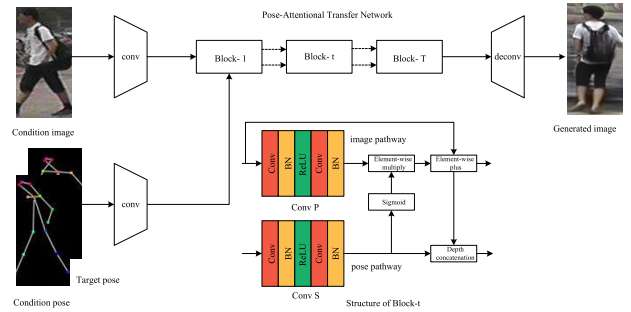 Pose-Attentional Transfer Network
conv
Block- 1
Block- t
Block- T
deconv
Condition image
Generated image
conv
Target pose
Condition pose
image pathway
Conv
BN
ReLU
Conv
BN
Conv P
Element-wise
multiply
Element-wise
plus
Sigmoid
Conv
BN
ReLU
Conv
BN
Conv S
pose pathway
Depth
concatenation
Structure of Block-t